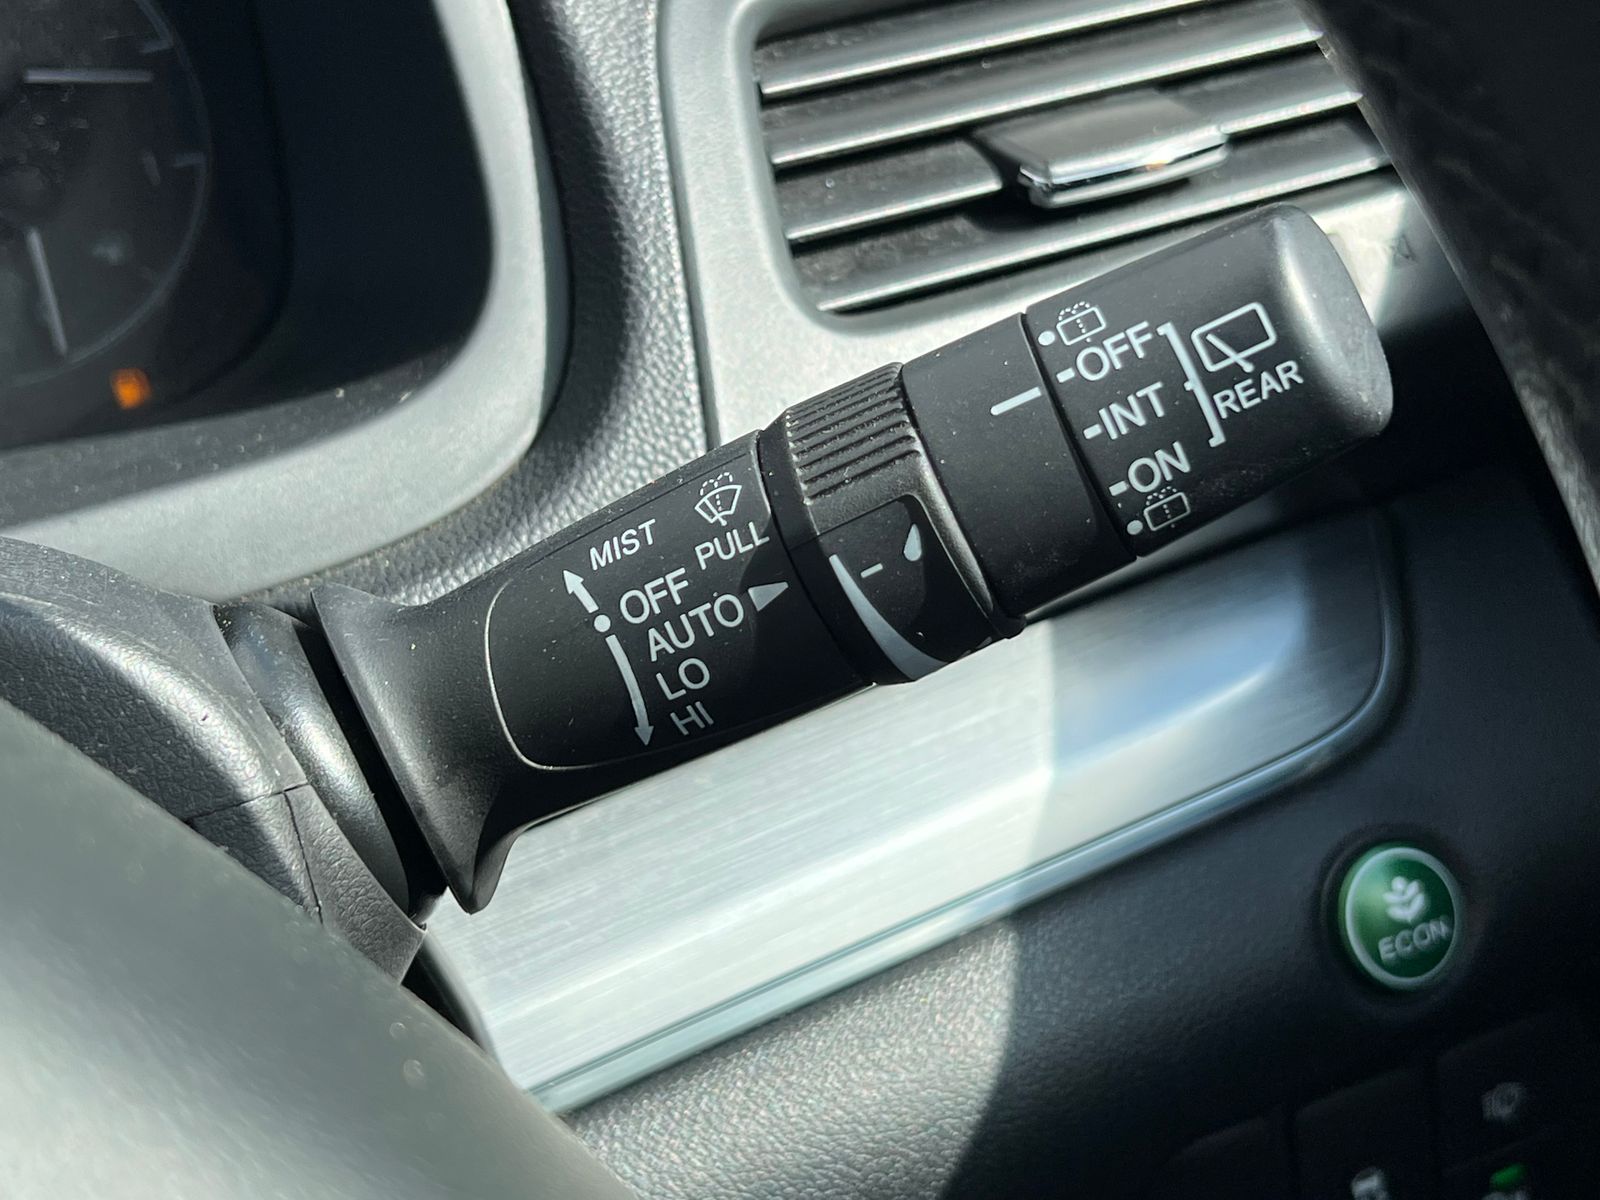 MIST
PULL
OFF
AUTO
LO
HI
OFF
INT
ON
REAR
ECON